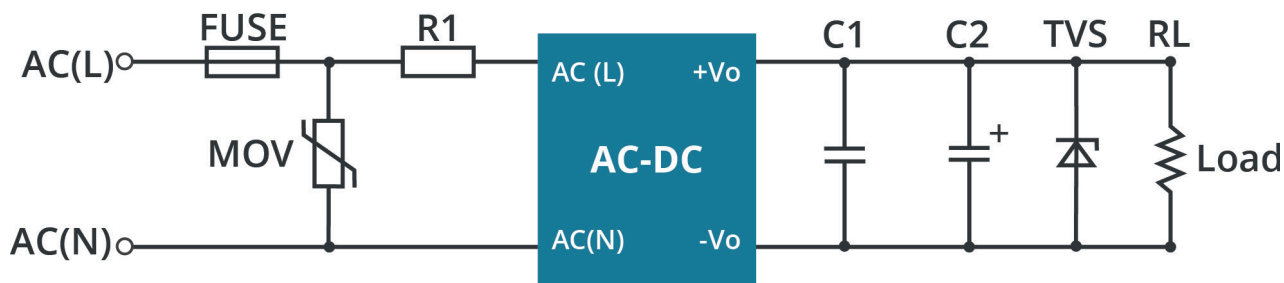 FUSE R1 C1 C2 TVS RL
AC(L) AC (L) +Vo
+
MOV AC-DC Load
AC(N) AC(N) -Vo